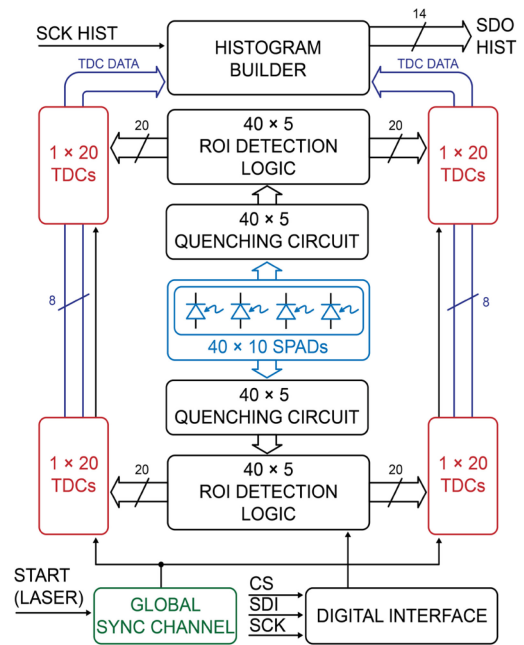 SCK HIST
HISTOGRAM
BUILDER
14
SDO
HIST
TDC DATA
TDC DATA
1 × 20
TDCs
20
40 × 5
ROI DETECTION
LOGIC
20
1 × 20
TDCs
40 × 5
QUENCHING CIRCUIT
8
40 × 10 SPADs
8
40 × 5
QUENCHING CIRCUIT
1 × 20
TDCs
20
40 × 5
ROI DETECTION
LOGIC
20
1 × 20
TDCs
START
(LASER)
GLOBAL
SYNC CHANNEL
CS
SDI
SCK
DIGITAL INTERFACE